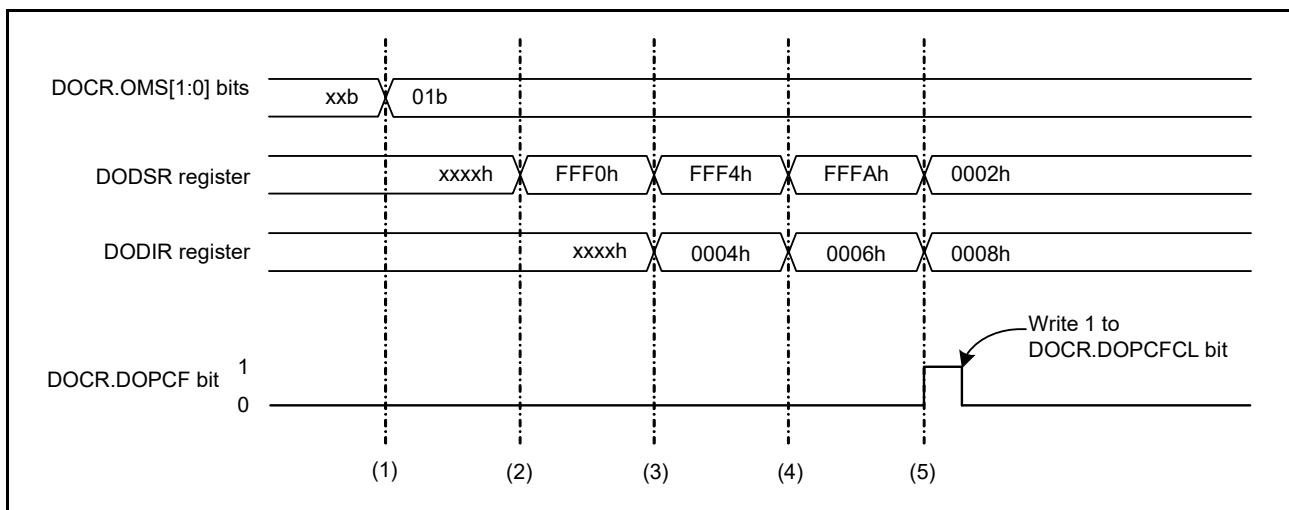 DOCR.OMS[1:0] bits
xxb
01b
DODSR register
xxxxh
FFF0h
FFF4h
FFFAh
0002h
DODIR register
xxxxh
0004h
0006h
0008h
Write 1 to
DOCR.DOPCFCL bit
DOCR.DOPCF bit
1
0
(1)
(2)
(3)
(4)
(5)